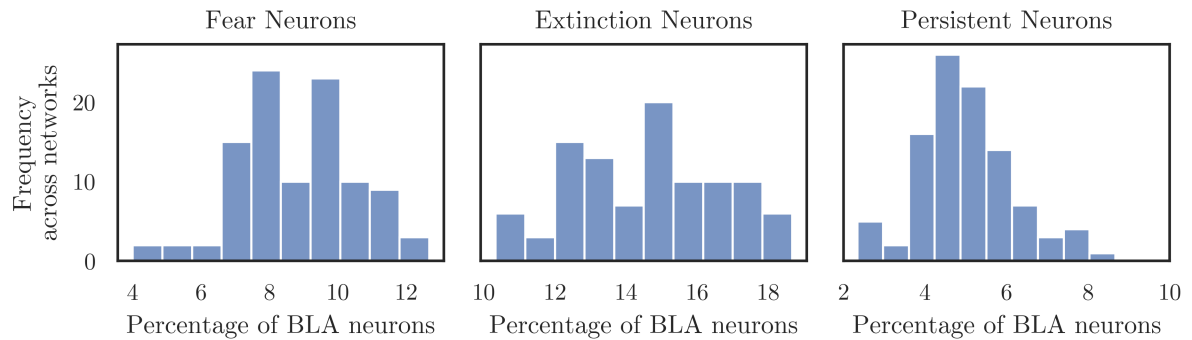 Fear Neurons
Extinction Neurons
Persistent Neurons
Frequency
across networks
20
10
0
4 6 8 10 12
10 12 14 16 18
2 4 6 8 10
Percentage of BLA neurons
Percentage of BLA neurons
Percentage of BLA neurons